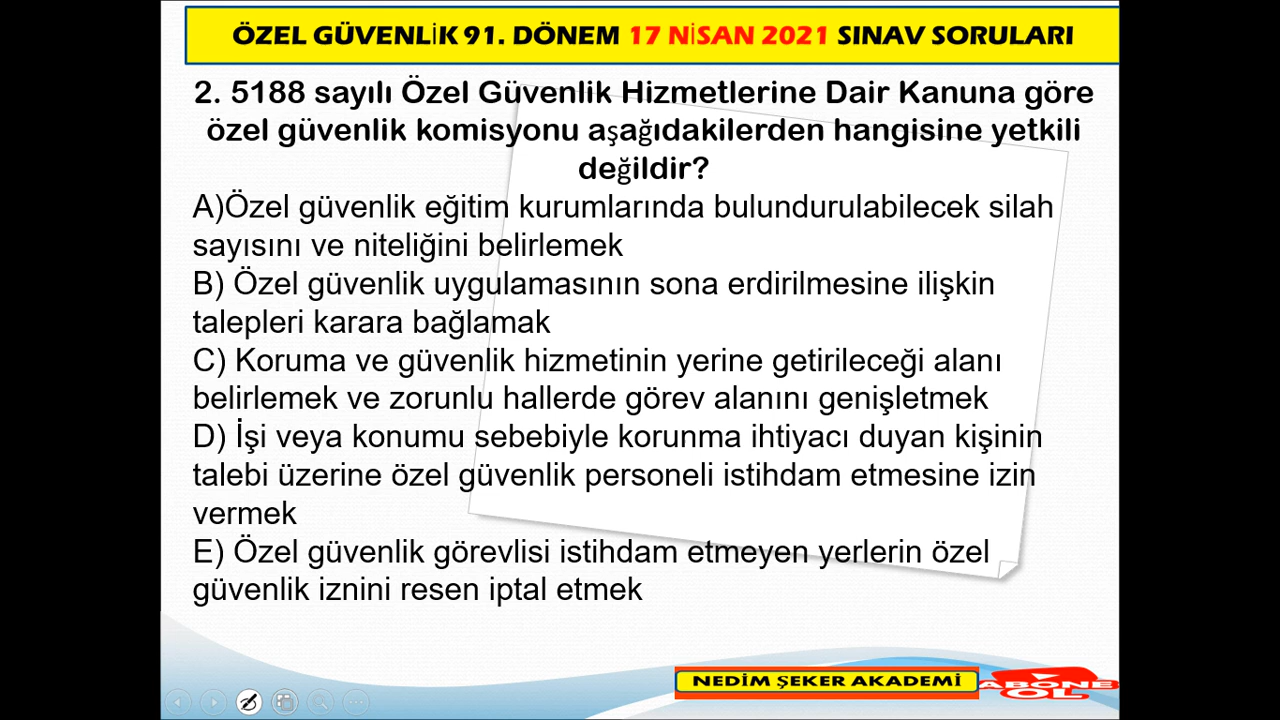 ÖZEL GÜVENLİK 91. DÖNEM 17 NİSAN 2021 SINAV SORULARI
2. 5188 sayılı Özel Güvenlik Hizmetlerine Dair Kanuna göre
özel güvenlik komisyonu aşağıdakilerden hangisine yetkili
değildir?
A)Özel güvenlik eğitim kurumlarında bulundurulabilecek silah
sayısını ve niteliğini belirlemek
B) Özel güvenlik uygulamasının sona erdirilmesine ilişkin
talepleri karara bağlamak
C) Koruma ve güvenlik hizmetinin yerine getirileceği alanı
belirlemek ve zorunlu hallerde görev alanını genişletmek
D) İşi veya konumu sebebiyle korunma ihtiyacı duyan kişinin
talebi üzerine özel güvenlik personeli istihdam etmesine izin
vermek
E) Özel güvenlik görevlisi istihdam etmeyen yerlerin özel
güvenlik iznini resen iptal etmek
NEDİM ŞEKER AKADEMİ
ABONE
OL